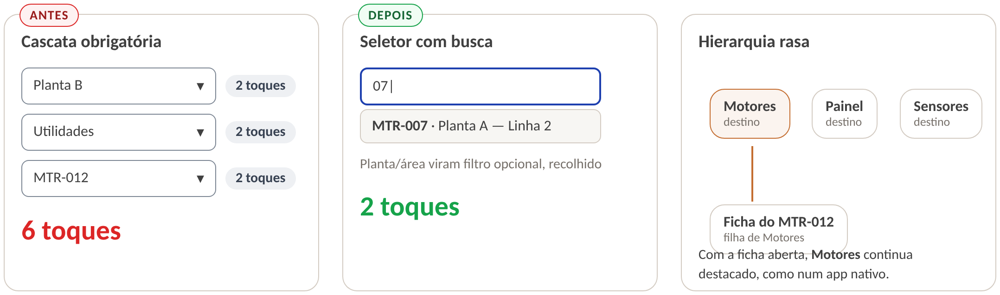 ANTES
Cascata obrigatória
Planta B ▼ 2 toques
Utilidades ▼ 2 toques
MTR-012 ▼ 2 toques
6 toques
DEPOIS
Seletor com busca
07|
MTR-007 · Planta A — Linha 2
Planta/área viram filtro opcional, recolhido
2 toques
Hierarquia rasa
Motores
destino
Painel
destino
Sensores
destino
Ficha do MTR-012
filha de Motores
Com a ficha aberta, Motores continua
destacado, como num app nativo.